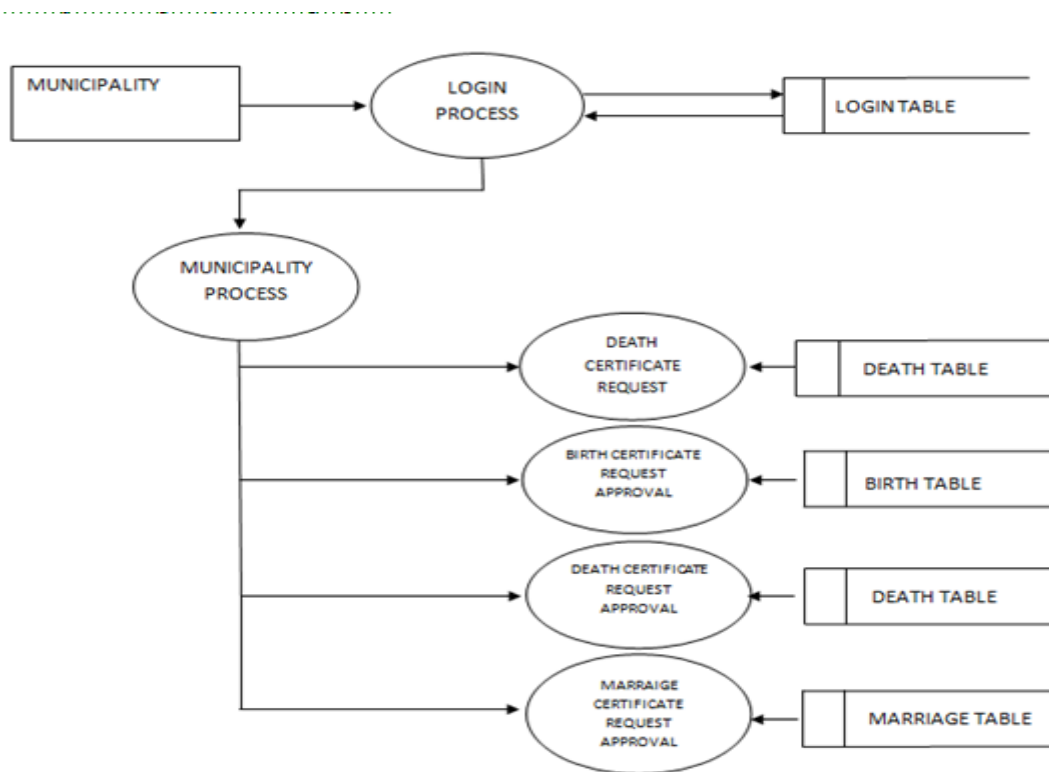 MUNICIPALITY
LOGIN
PROCESS
LOGIN TABLE
MUNICIPALITY
PROCESS
DEATH
CERTIFICATE
REQUEST
DEATH TABLE
BIRTH CERTIFICATE
REQUEST
APPROVAL
BIRTH TABLE
DEATH CERTIFICATE
REQUEST
APPROVAL
DEATH TABLE
MARRAIGE
CERTIFICATE
REQUEST
APPROVAL
MARRIAGE TABLE